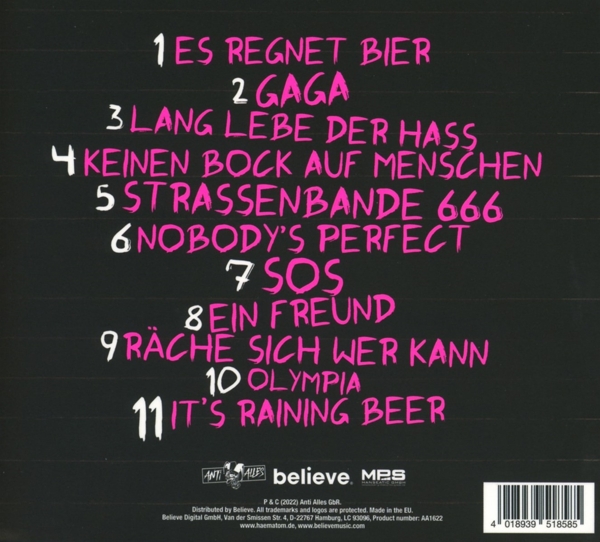 1 ES REGNET BIER
2 GAGA
3 LANG LEBE DER HASS
4 KEINEN BOCK AUF MENSCHEN
5 STRASSENBANDE 666
6 NOBODY'S PERFECT
7 SOS
8 EIN FREUND
9 RÄCHE SICH WER KANN
10 OLYMPIA
11 IT'S RAINING BEER
ANTI ALLES believe. MPS
P & C (2022) Anti Alles GbR.
Distributed by Believe. All trademarks and logos are protected. Made in the EU.
Believe Digital GmbH, Van der Smissen Str. 4, D-22767 Hamburg, LC 93096, Product number: AA1622
www.haematom.de, www.believemusic.com
4 018939 518585